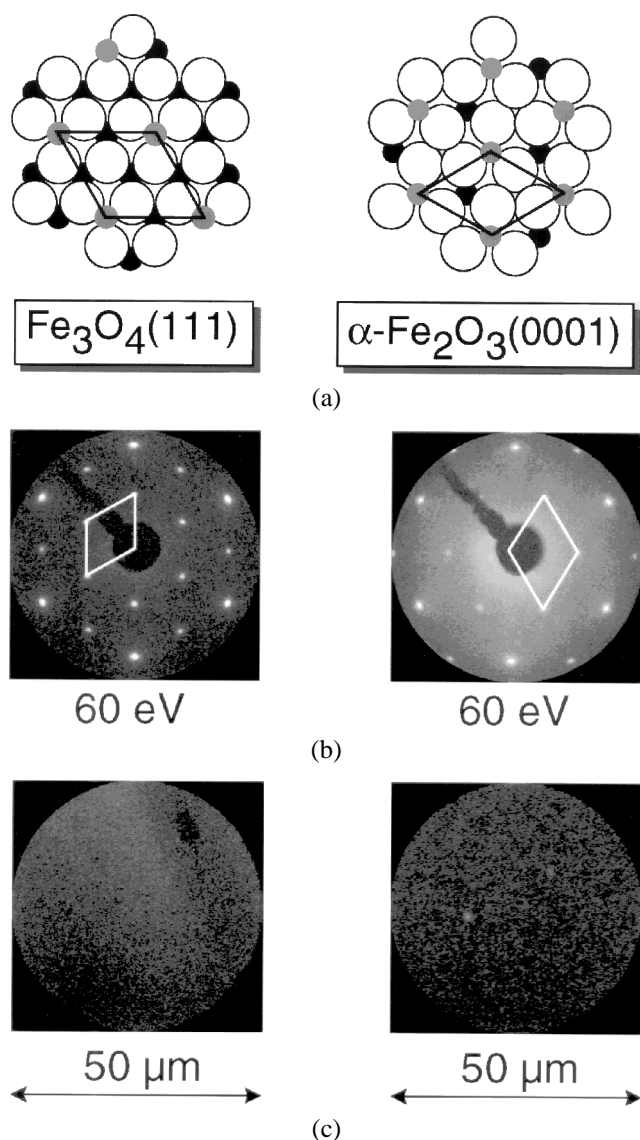 Fe3O4(111)
α-Fe2O3(0001)
(a)
60 eV
60 eV
(b)
50 μm
50 μm
(c)